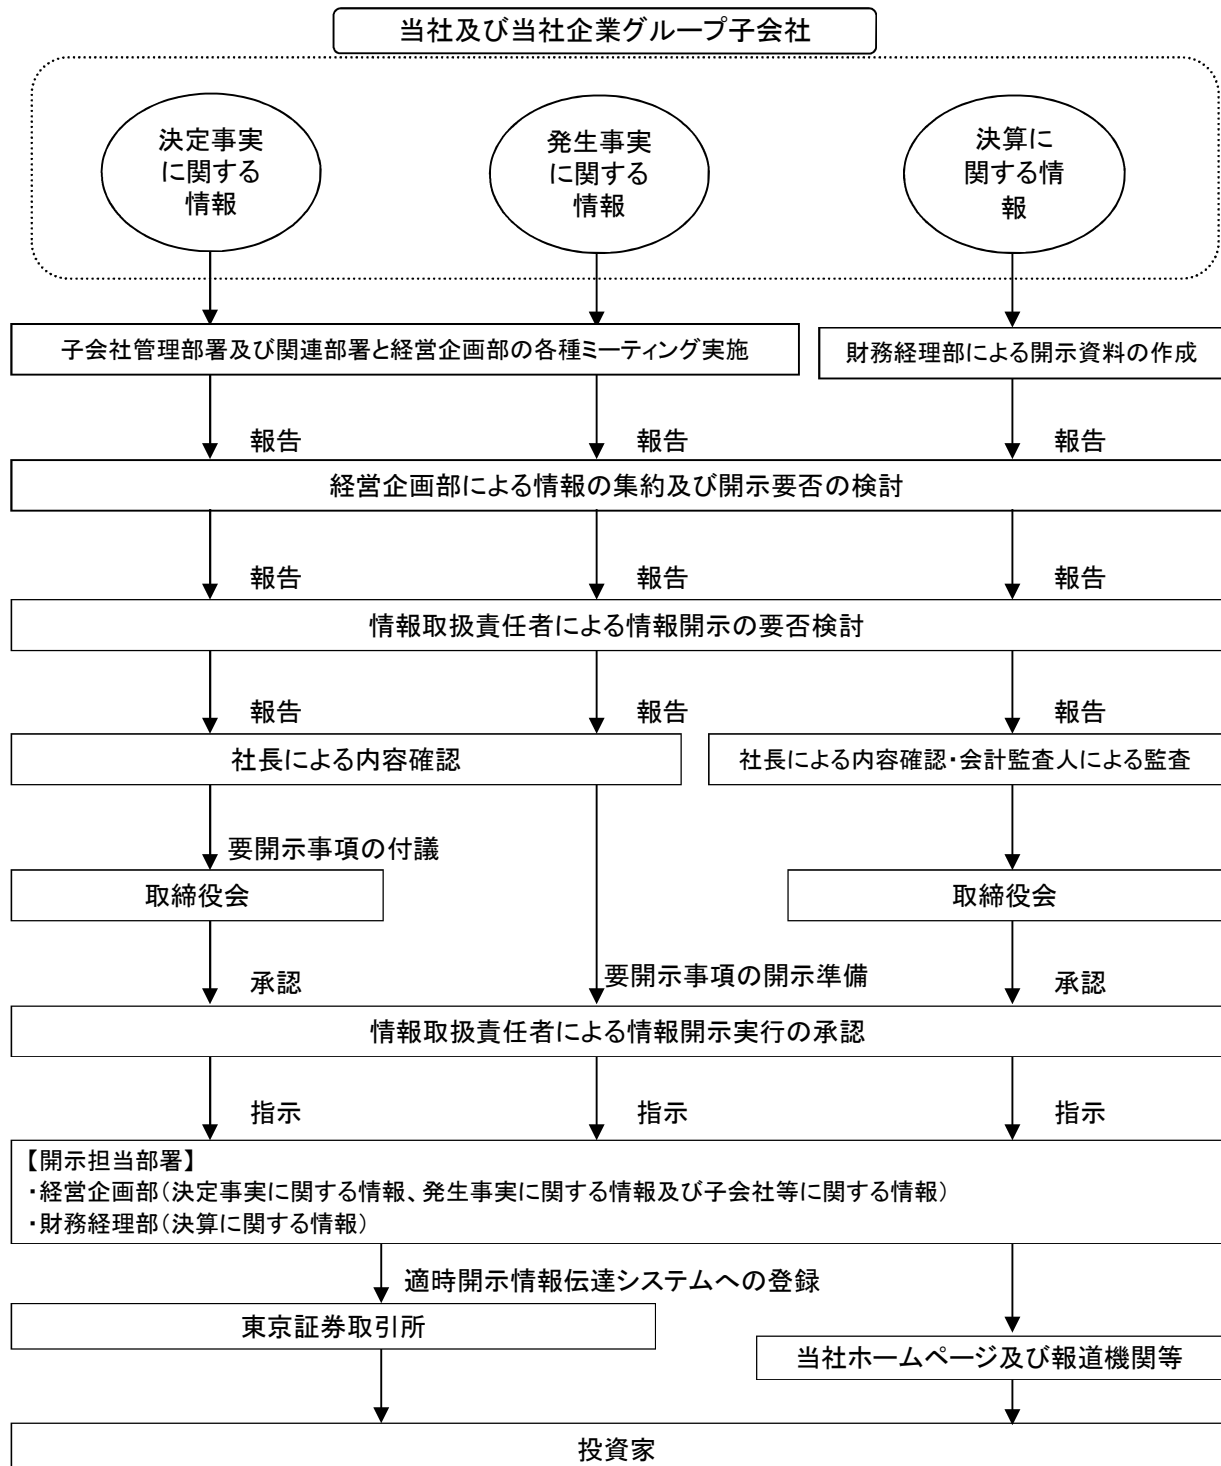 当社及び当社企業グループ子会社
決定事実
に関する
情報
発生事実
に関する
情報
決算に
関する情
報
子会社管理部署及び関連部署と経営企画部の各種ミーティング実施
財務経理部による開示資料の作成
報告
報告
報告
経営企画部による情報の集約及び開示要否の検討
報告
報告
報告
情報取扱責任者による情報開示の要否検討
報告
報告
報告
社長による内容確認
社長による内容確認・会計監査人による監査
要開示事項の付議
取締役会
取締役会
承認
要開示事項の開示準備
承認
情報取扱責任者による情報開示実行の承認
指示
指示
指示
【開示担当部署】
・経営企画部(決定事実に関する情報、発生事実に関する情報及び子会社等に関する情報)
・財務経理部(決算に関する情報)
適時開示情報伝達システムへの登録
東京証券取引所
当社ホームページ及び報道機関等
投資家